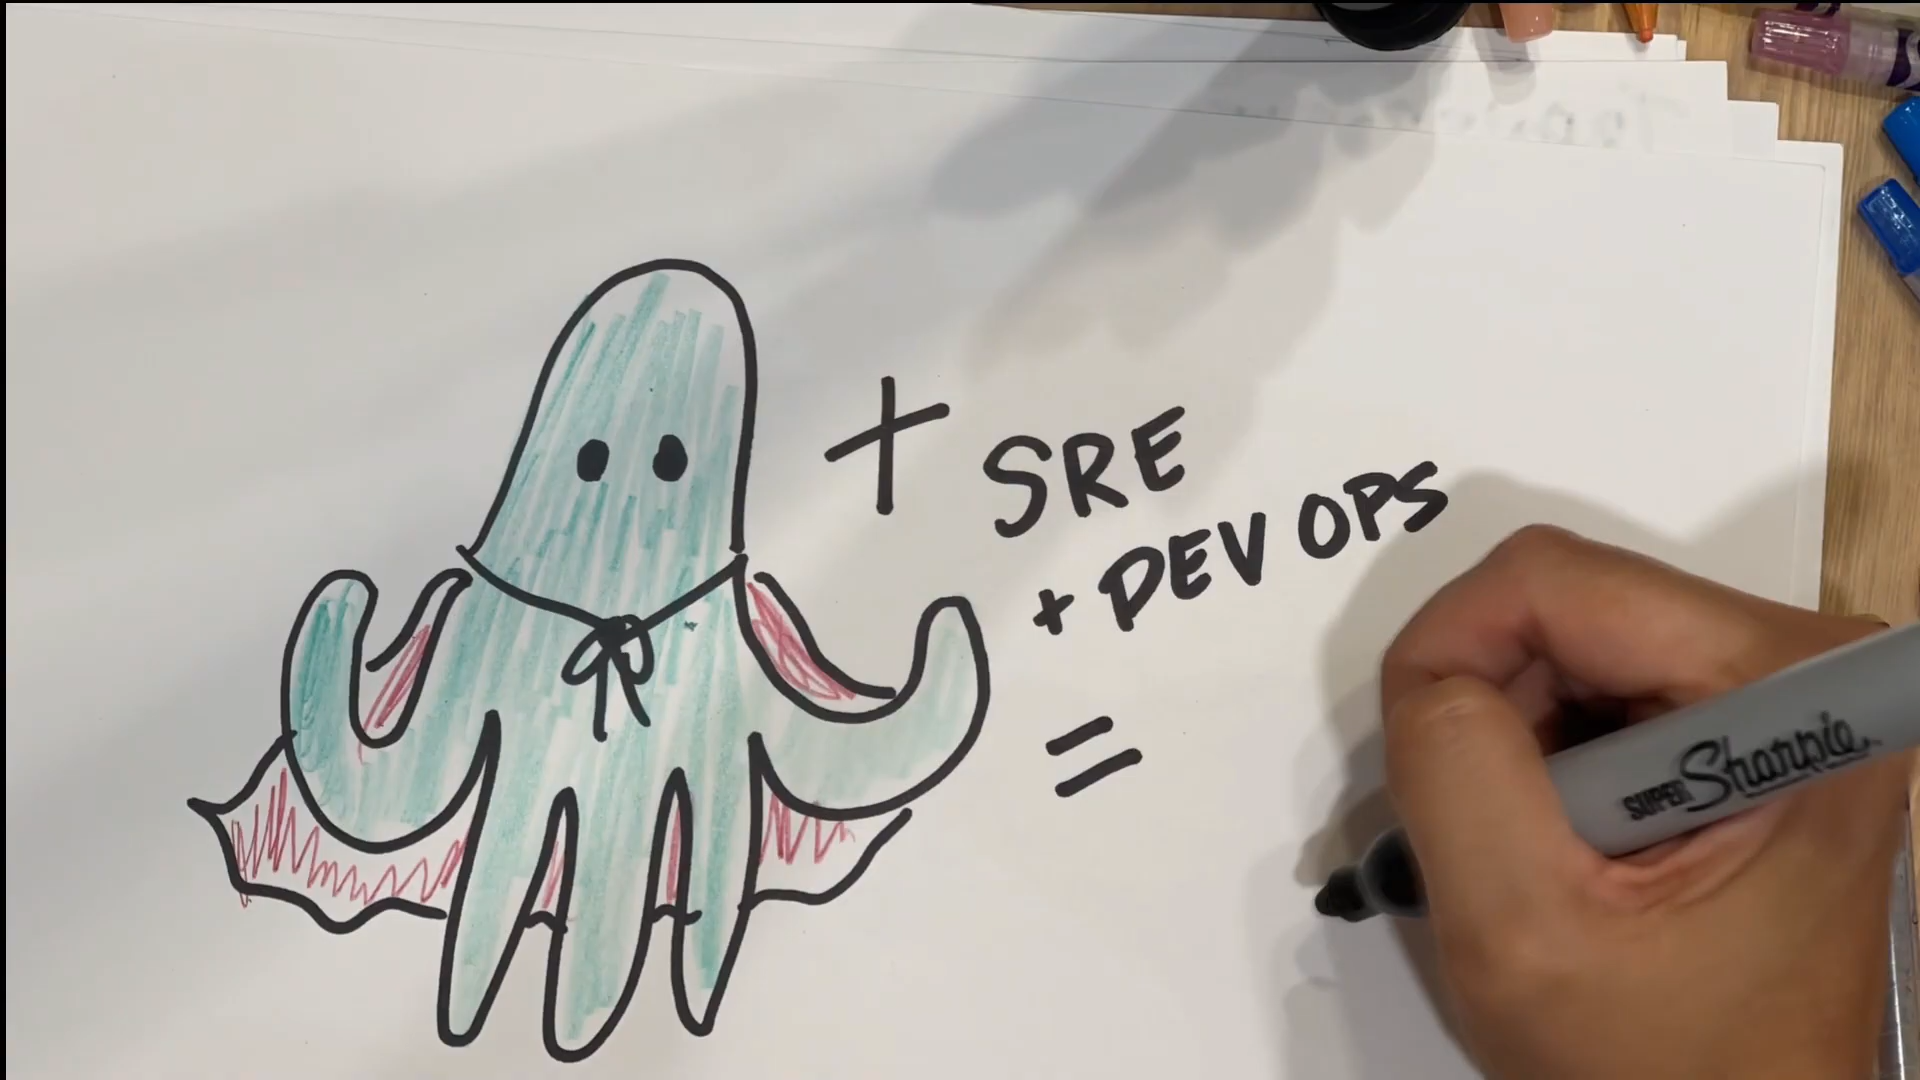 + SRE
+ DEV OPS
=
SUPER Sharpie